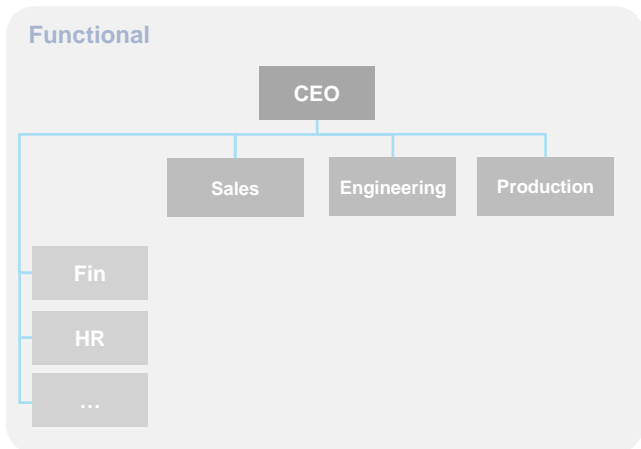 Functional
CEO
Sales
Engineering
Production
Fin
HR
…